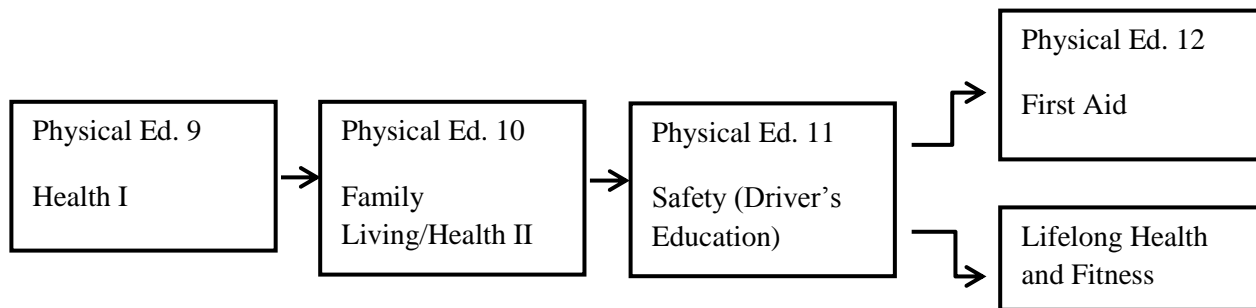 Physical Ed. 9
Health I
Physical Ed. 10
Family
Living/Health II
Physical Ed. 11
Safety (Driver’s
Education)
Physical Ed. 12
First Aid
Lifelong Health
and Fitness